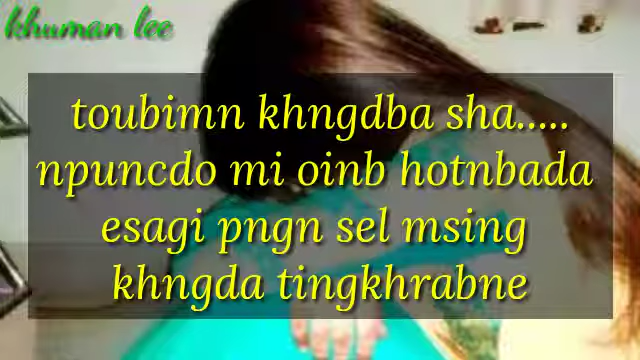 khuman lee
toubimn khngdba sha.....
npuncdo mi oinb hotnbada
esagi pngn sel msing
khngda tingkhrabne